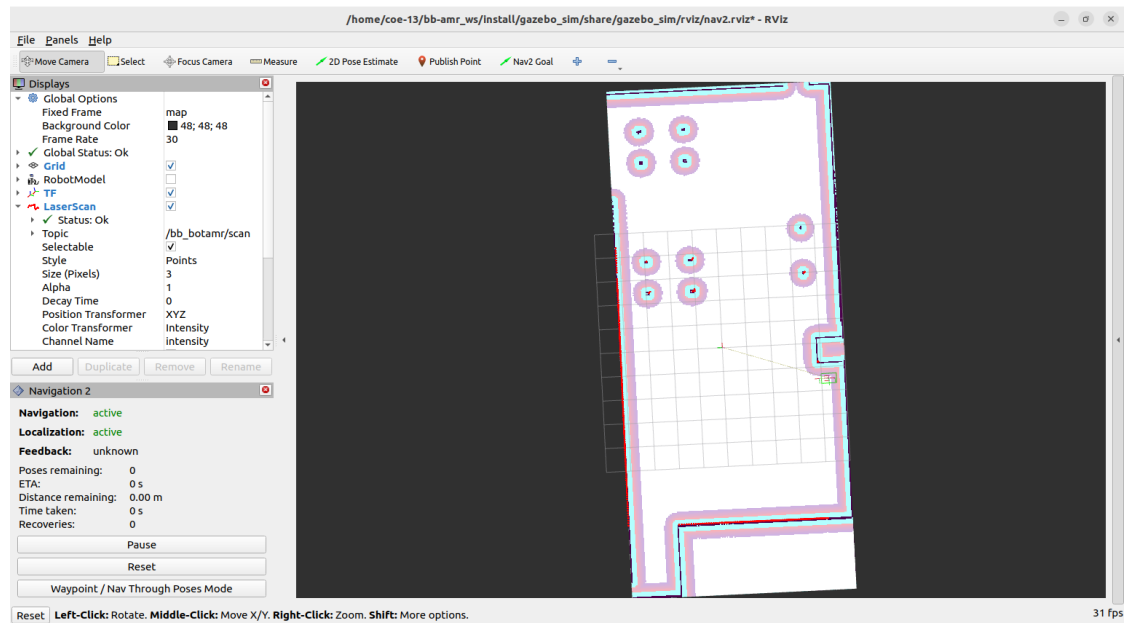 /home/coe-13/bb-amr_ws/install/gazebo_sim/share/gazebo_sim/rviz/nav2.rviz* - RViz
File Panels Help
Move Camera Select Focus Camera Measure 2D Pose Estimate Publish Point Nav2 Goal
Displays
Global Options
Fixed Frame map
Background Color 48; 48; 48
Frame Rate 30
Global Status: Ok
Grid
RobotModel
TF
LaserScan
Status: Ok
Topic /bb_botamr/scan
Selectable
Style Points
Size (Pixels) 3
Alpha 1
Decay Time 0
Position Transformer XYZ
Color Transformer Intensity
Channel Name intensity
Add Duplicate Remove Rename
Navigation 2
Navigation: active
Localization: active
Feedback: unknown
Poses remaining: 0
ETA: 0 s
Distance remaining: 0.00 m
Time taken: 0 s
Recoveries: 0
Pause
Reset
Waypoint / Nav Through Poses Mode
Reset Left-Click: Rotate. Middle-Click: Move X/Y. Right-Click: Zoom. Shift: More options. 31 fps